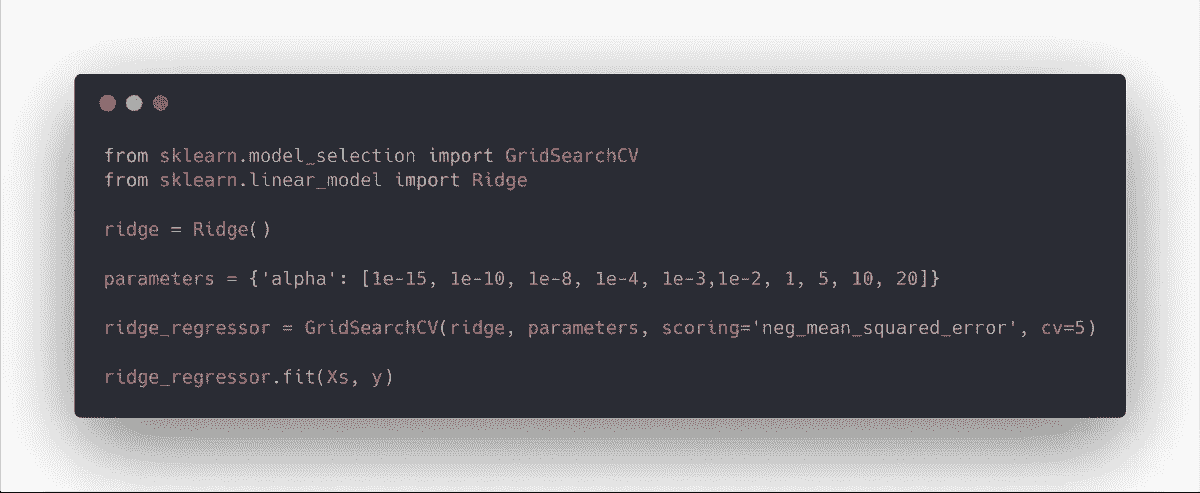 from sklearn.model_selection import GridSearchCV
from sklearn.linear_model import Ridge
ridge = Ridge()
parameters = {'alpha': [1e-15, 1e-10, 1e-8, 1e-4, 1e-3,1e-2, 1, 5, 10, 20]}
ridge_regressor = GridSearchCV(ridge, parameters, scoring='neg_mean_squared_error', cv=5)
ridge_regressor.fit(Xs, y)